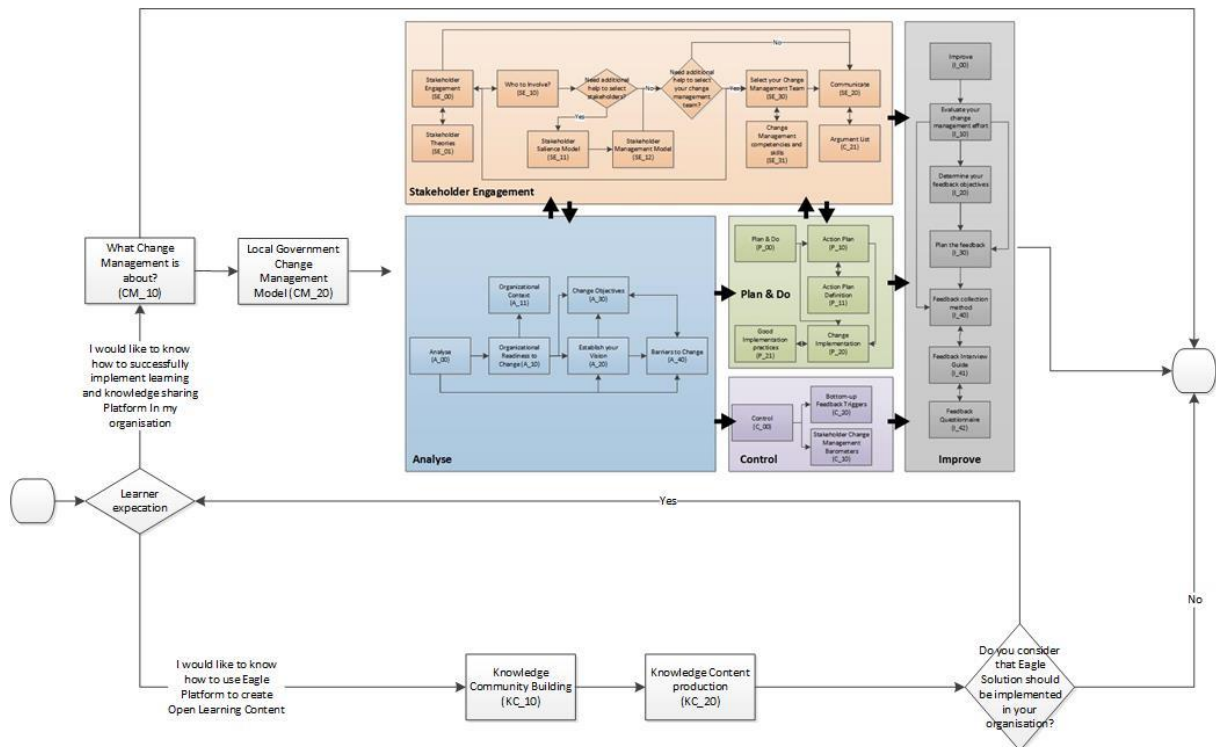 Stakeholder
Engagement
(SE_00)
Stakeholder
Theories
(SE_01)
Who to Involve?
(SE_10)
Need additional
help to select
stakeholders?
Yes
No
Stakeholder
Salience Model
(SE_11)
Stakeholder
Management Model
(SE_12)
Need additional
help to select
your change
management
team?
No
Yes
Select your Change
Management Team
(SE_30)
Change
Management
competencies and
skills
(SE_31)
Communicate
(SE_20)
Argument List
(C_21)
Stakeholder Engagement
Improve
(I_00)
Evaluate your
change
management effort
(I_10)
Determine your
feedback objectives
(I_20)
Plan the feedback
(I_30)
Feedback collection
method
(I_40)
Feedback Interview
Guide
(I_41)
Feedback
Questionnaire
(I_42)
Improve
What Change
Management is
about?
(CM_10)
Local Government
Change
Management
Model (CM_20)
Organizational
Context
(A_11)
Change Objectives
(A_30)
Analyse
(A_00)
Organizational
Readiness to
Change (A_10)
Establish your
Vision
(A_20)
Barriers to Change
(A_40)
Analyse
Plan & Do
(P_00)
Action Plan
(P_10)
Plan & Do
Action Plan
Definition
(P_11)
Good
Implementation
practices
(P_21)
Change
Implementation
(P_20)
Control
(C_00)
Bottom-up
Feedback Triggers
(C_20)
Stakeholder Change
Management
Barometers
(C_10)
Control
I would like to know
how to successfully
implement learning
and knowledge sharing
Platform In my
organisation
Learner
expecation
Yes
No
I would like to know
how to use Eagle
Platform to create
Open Learning Content
Knowledge
Community Building
(KC_10)
Knowledge Content
production
(KC_20)
Do you consider
that Eagle
Solution should
be implemented
in your
organisation?